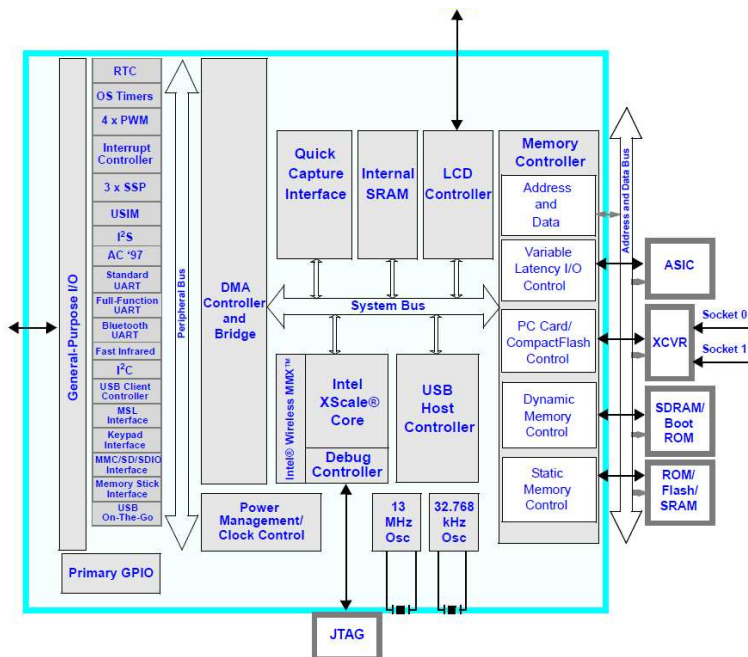 General-Purpose I/O
RTC
OS Timers
4 x PWM
Interrupt
Controller
3 x SSP
USIM
I²S
AC ‘97
Standard
UART
Full-Function
UART
Bluetooth
UART
Fast Infrared
I²C
USB Client
Controller
MSL
Interface
Keypad
Interface
MMC/SD/SDIO
Interface
Memory Stick
Interface
USB
On-The-Go
Primary GPIO
Peripheral Bus
DMA
Controller
and
Bridge
Power
Management/
Clock Control
Quick
Capture
Interface
Internal
SRAM
LCD
Controller
System Bus
Intel® Wireless MMX™
Intel
XScale®
Core
Debug
Controller
USB
Host
Controller
13
MHz
Osc
32.768
kHz
Osc
JTAG
Memory
Controller
Address
and
Data
Variable
Latency I/O
Control
PC Card/
CompactFlash
Control
Dynamic
Memory
Control
Static
Memory
Control
Address and Data Bus
ASIC
XCVR
Socket 0
Socket 1
SDRAM/
Boot
ROM
ROM/
Flash/
SRAM